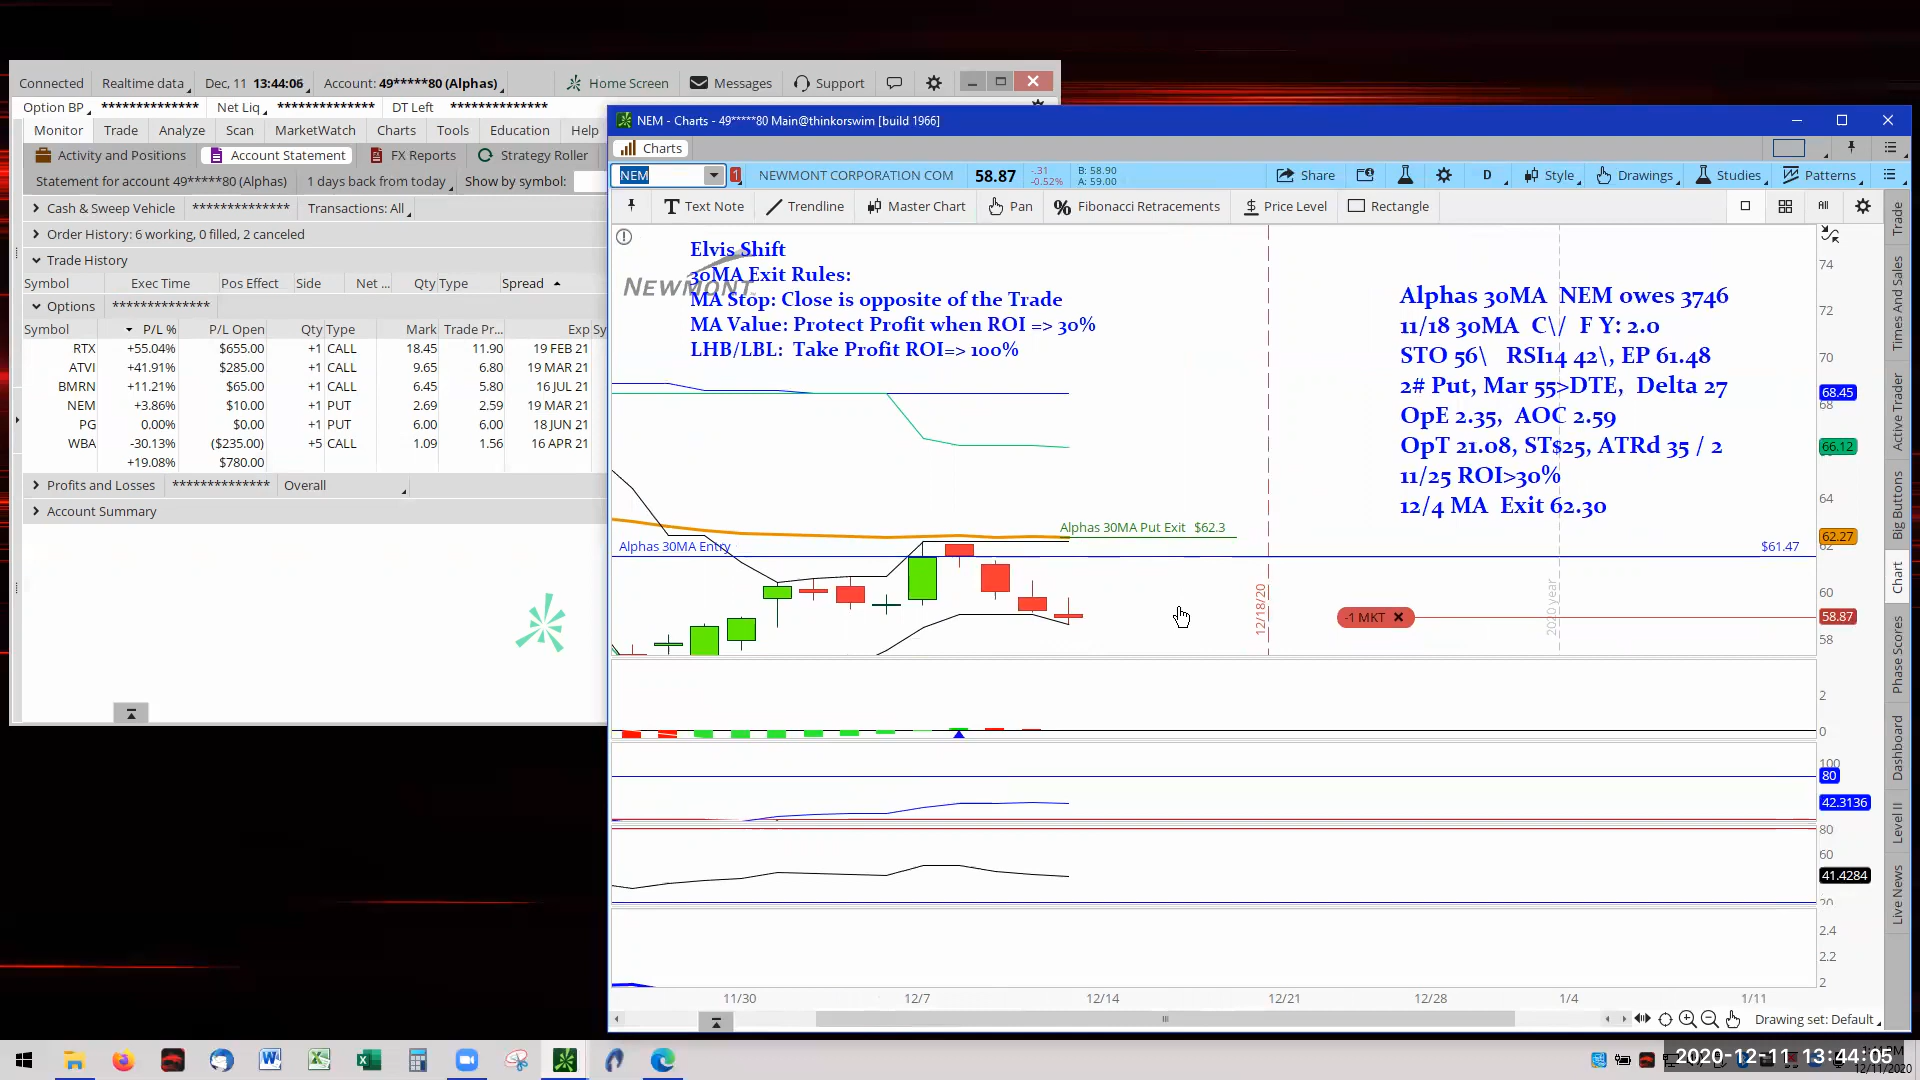 Connected Realtime data Dec, 11 13:44:06 Account: 49*****80 (Alphas) Home Screen Messages Support
Option BP ************** Net Liq ************** DT Left **************
Monitor Trade Analyze Scan MarketWatch Charts Tools Education Help
Activity and Positions Account Statement FX Reports Strategy Roller
Statement for account 49*****80 (Alphas) 1 days back from today Show by symbol:
Cash & Sweep Vehicle ************** Transactions: All
Order History: 6 working, 0 filled, 2 canceled
Trade History
Symbol Exec Time Pos Effect Side Net ... Qty Type Spread
Options **************
Symbol P/L % P/L Open Qty Type Mark Trade Pr... Exp Sy
RTX +55.04% $655.00 +1 CALL 18.45 11.90 19 FEB 21
ATVI +41.91% $285.00 +1 CALL 9.65 6.80 19 MAR 21
BMRN +11.21% $65.00 +1 CALL 6.45 5.80 16 JUL 21
NEM +3.86% $10.00 +1 PUT 2.69 2.59 19 MAR 21
PG 0.00% $0.00 +1 PUT 6.00 6.00 18 JUN 21
WBA -30.13% ($235.00) +5 CALL 1.09 1.56 16 APR 21
+19.08% $780.00
Profits and Losses ************** Overall
Account Summary
NEM - Charts - 49*****80 Main@thinkorswim [build 1966]
Charts
NEM 1 NEWMONT CORPORATION COM 58.87 -.31 -0.52% B: 58.90 A: 59.00 Share D Style Drawings Studies Patterns
Text Note Trendline Master Chart Pan Fibonacci Retracements Price Level Rectangle All
NEWMONT
Elvis Shift
30MA Exit Rules:
MA Stop: Close is opposite of the Trade
MA Value: Protect Profit when ROI => 30%
LHB/LBL: Take Profit ROI=> 100%
Alphas 30MA NEM owes 3746
11/18 30MA C\/ F Y: 2.0
STO 56\ RSI14 42\, EP 61.48
2# Put, Mar 55>DTE, Delta 27
OpE 2.35, AOC 2.59
OpT 21.08, ST$25, ATRd 35 / 2
11/25 ROI>30%
12/4 MA Exit 62.30
Alphas 30MA Put Exit $62.3
Alphas 30MA Entry
$61.47
12/18/20
2020 year
-1 MKT
74
72
70
68.45
68
66.12
64
62.27
62
60
58.87
58
2
0
100
80
42.3136
80
60
41.4284
20
2.4
2.2
2
11/30 12/7 12/14 12/21 12/28 1/4 1/11
Drawing set: Default
Trade
Times And Sales
Active Trader
Big Buttons
Chart
Phase Scores
Dashboard
Level II
Live News
2020-12-11 13:44:05
12/11/2020